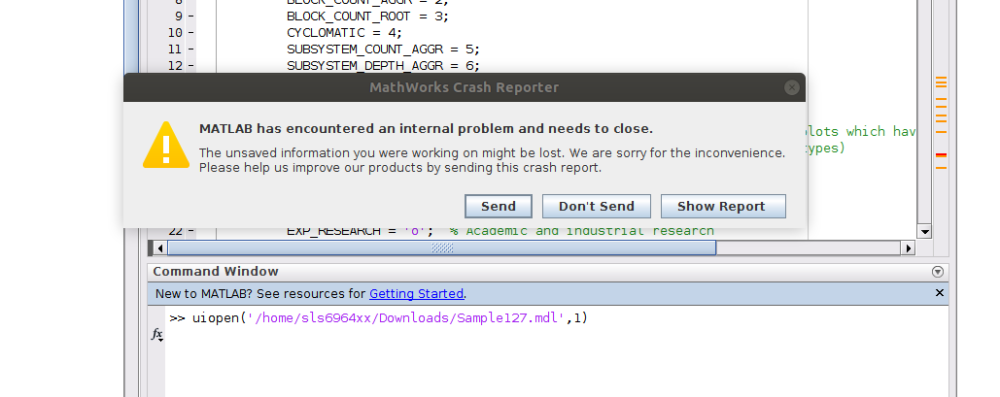 8 BLOCK_COUNT_AGGR = 2;
9 - BLOCK_COUNT_ROOT = 3;
10 - CYCLOMATIC = 4;
11 - SUBSYSTEM_COUNT_AGGR = 5;
12 - SUBSYSTEM_DEPTH_AGGR = 6;
MathWorks Crash Reporter
MATLAB has encountered an internal problem and needs to close.
lots which hav
The unsaved information you were working on might be lost. We are sorry for the inconvenience.
ypes)
Please help us improve our products by sending this crash report.
Send Don't Send Show Report
22 - EXP_RESEARCH = 'o'; % Academic and industrial research
Command Window
New to MATLAB? See resources for Getting Started.
>> uiopen('/home/sls6964xx/Downloads/Sample127.mdl',1)
fx